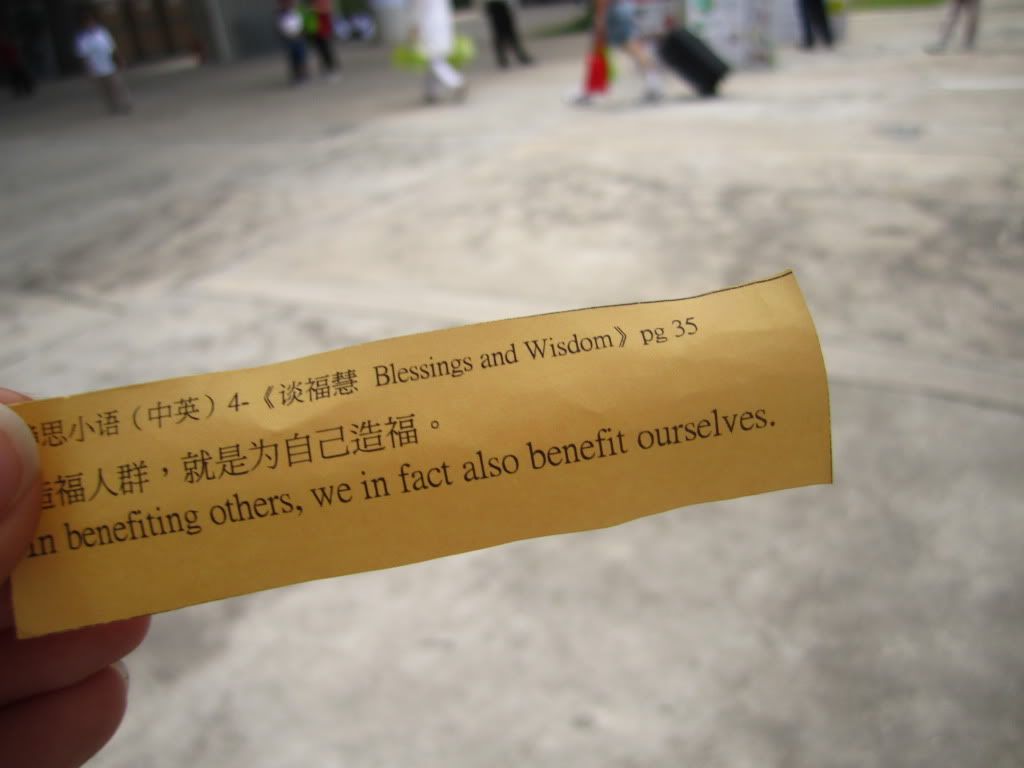 思小语（中英）4-《谈福慧 Blessings and Wisdom》pg 35
造福人群，就是为自己造福。
In benefiting others, we in fact also benefit ourselves.